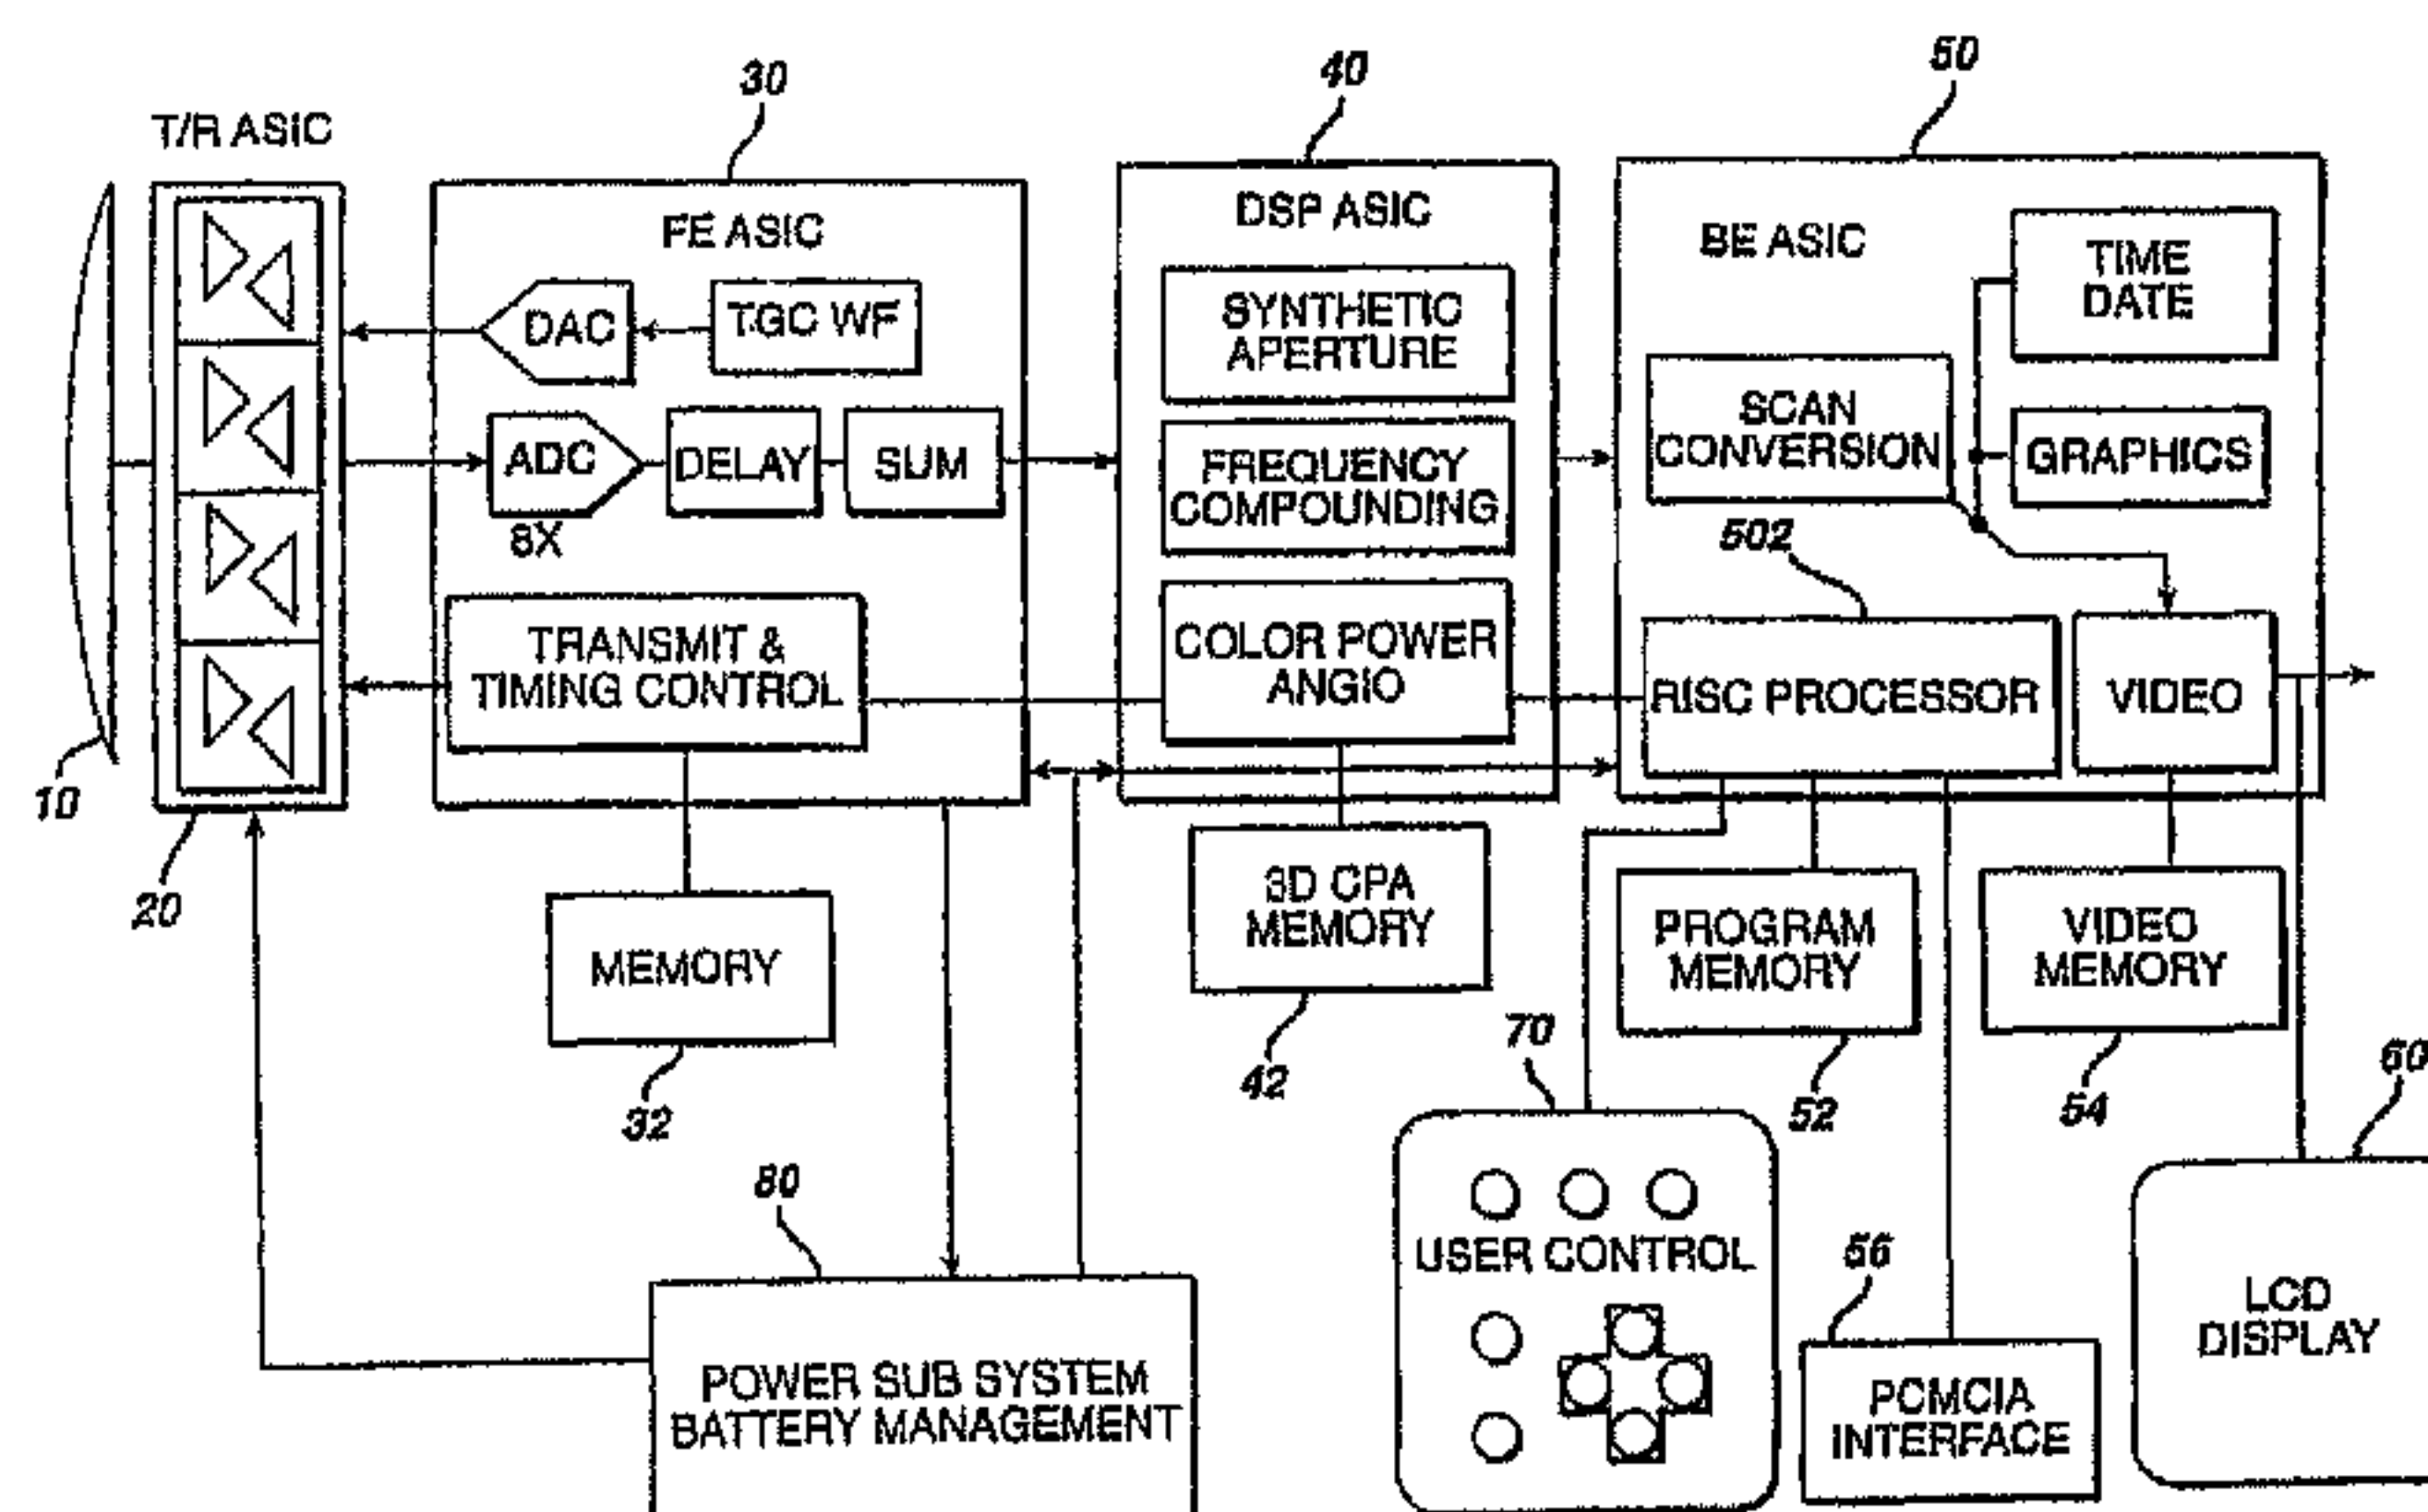 30
40
50
T/R ASIC
FE ASIC
DSP ASIC
BE ASIC
TIME
DATE
DAC
TGC WF
SYNTHETIC
APERTURE
SCAN
CONVERSION
ADC
DELAY
SUM
8X
FREQUENCY
COMPOUNDING
GRAPHICS
502
TRANSMIT &
TIMING CONTROL
COLOR POWER
ANGIO
RISC PROCESSOR
VIDEO
10
20
MEMORY
32
3D CPA
MEMORY
42
PROGRAM
MEMORY
52
VIDEO
MEMORY
54
70
60
80
USER CONTROL
56
LCD
DISPLAY
POWER SUB SYSTEM
BATTERY MANAGEMENT
PCMCIA
INTERFACE